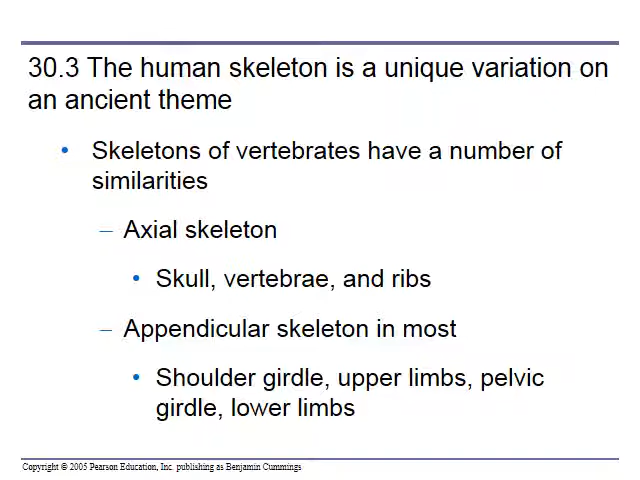 30.3 The human skeleton is a unique variation on
an ancient theme
• Skeletons of vertebrates have a number of
similarities
– Axial skeleton
• Skull, vertebrae, and ribs
– Appendicular skeleton in most
• Shoulder girdle, upper limbs, pelvic
girdle, lower limbs
Copyright © 2005 Pearson Education, Inc. publishing as Benjamin Cummings